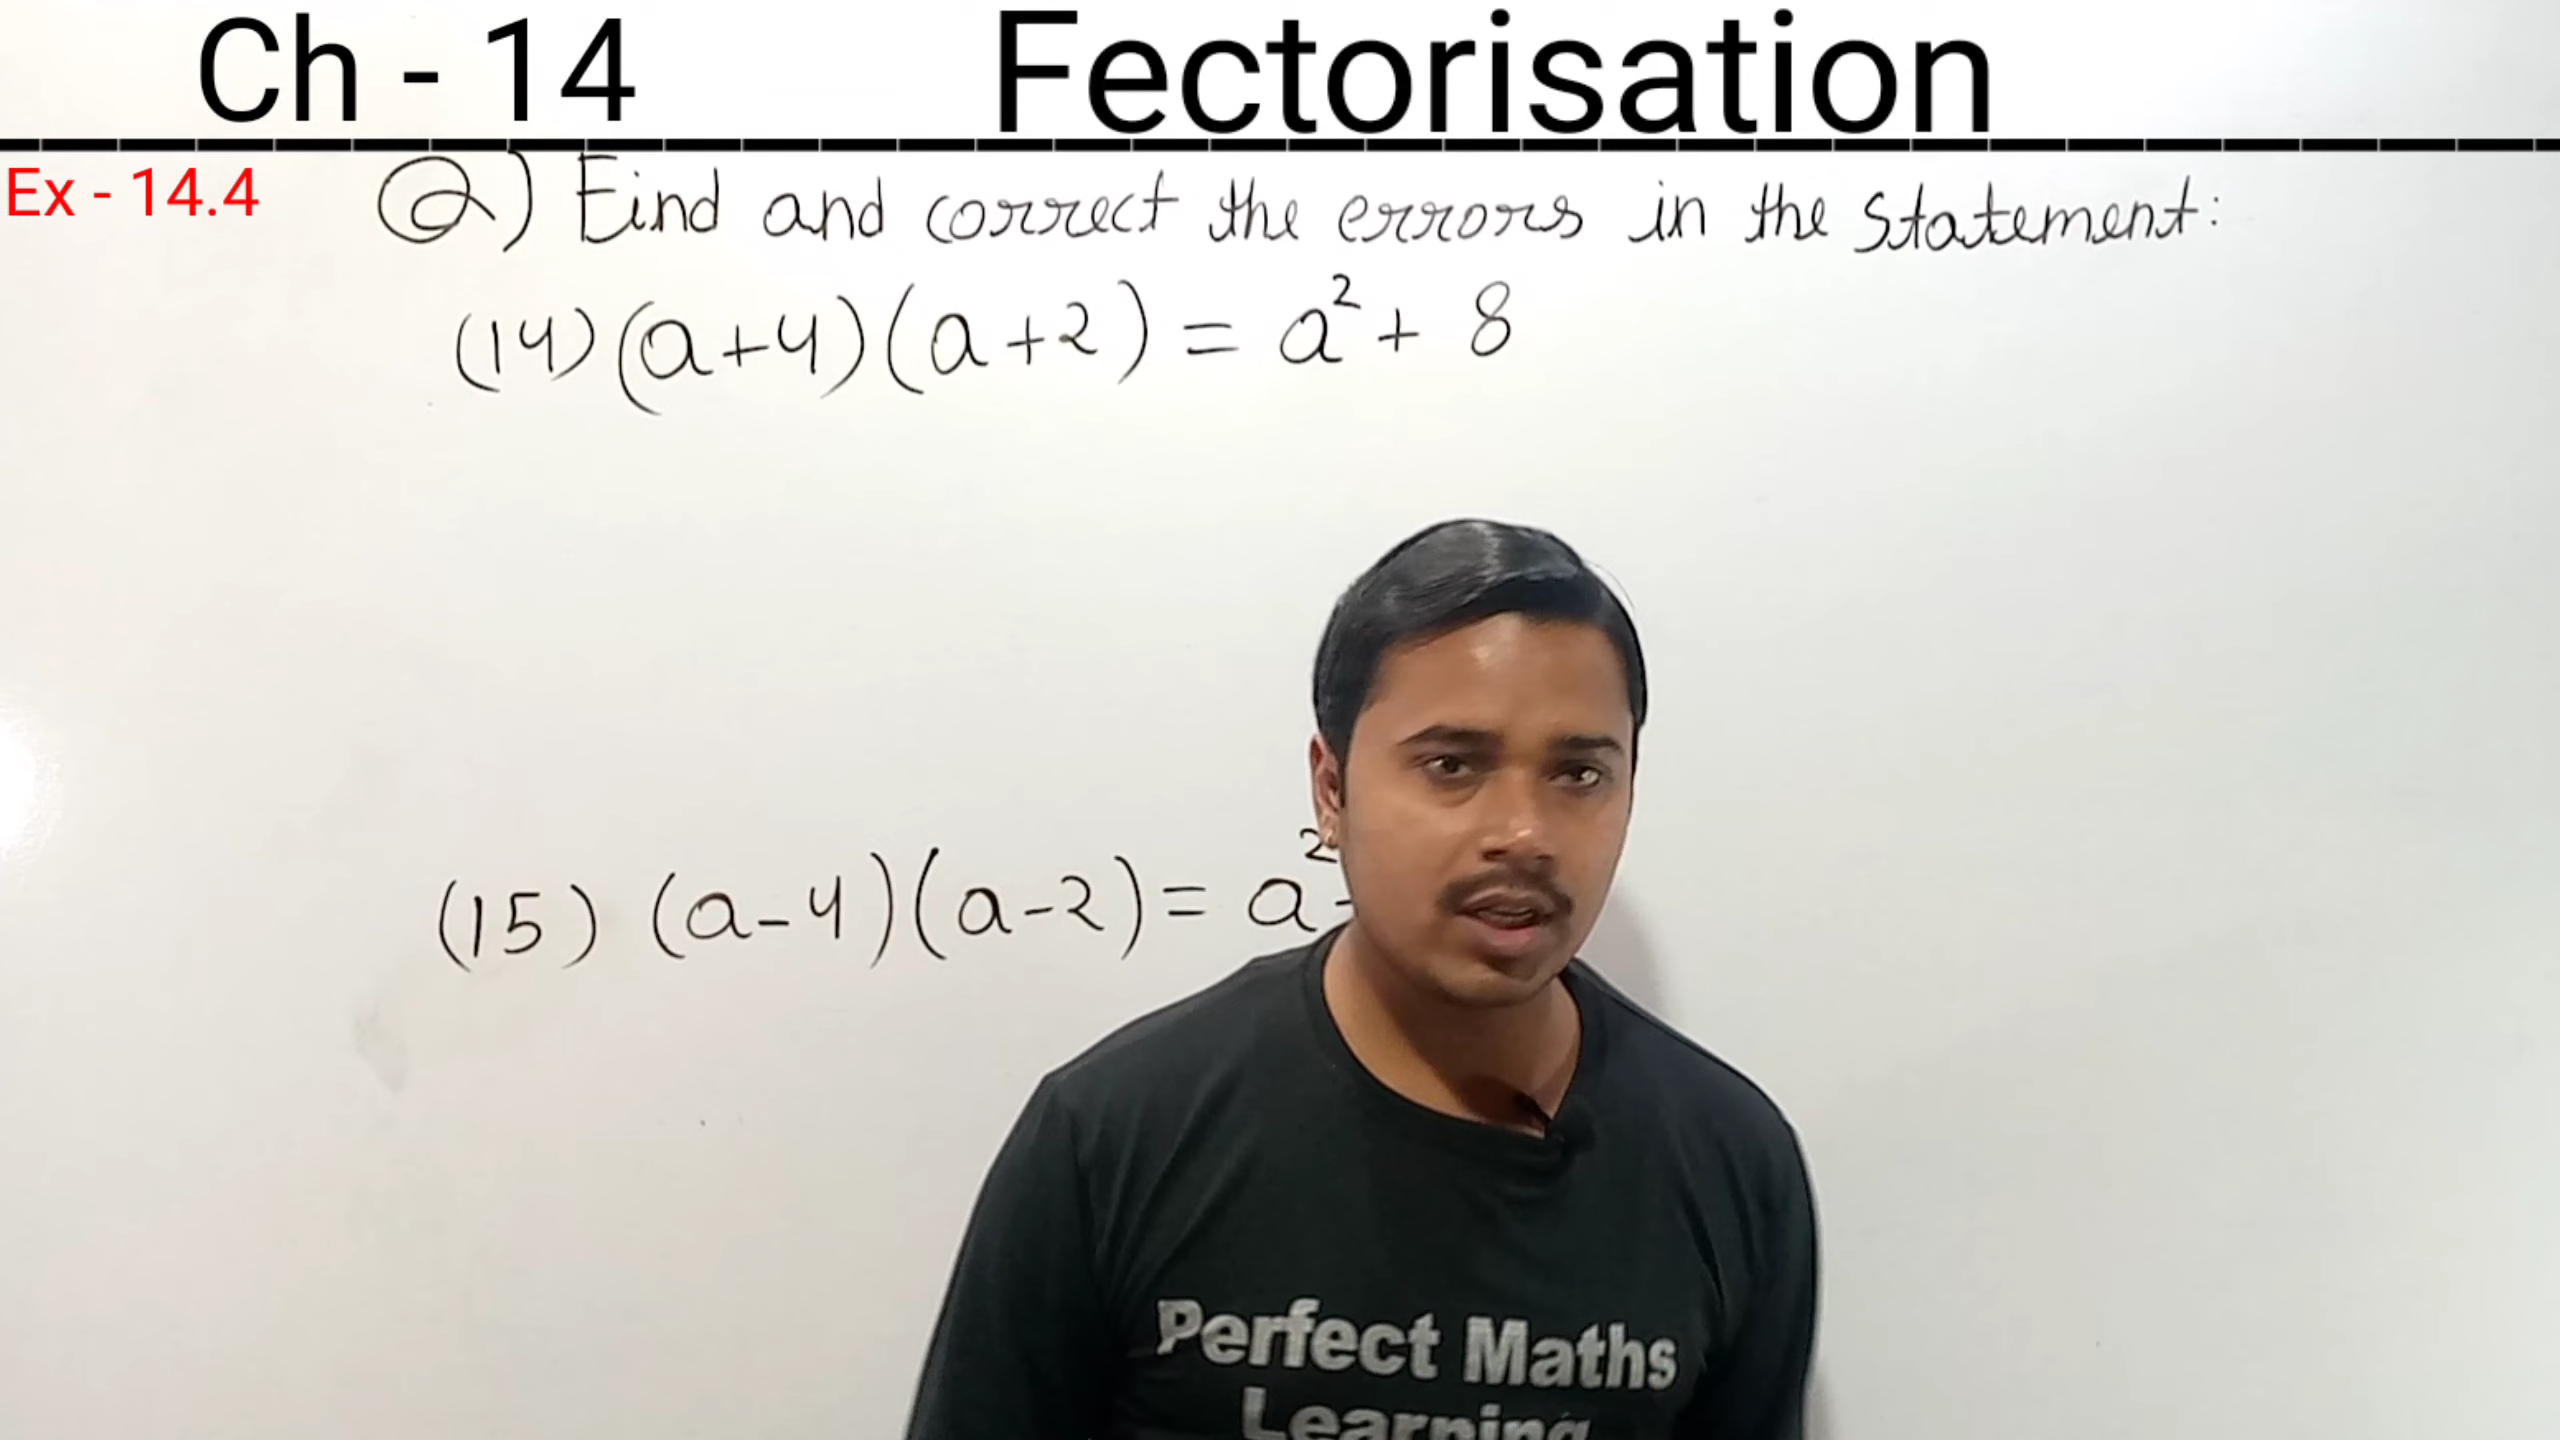 Ch - 14 Fectorisation
Ex - 14.4
Q) Find and correct the errors in the statement:
(14) (a+4)(a+2) = a² + 8
(15) (a-4)(a-2) = a² -
Perfect Maths
Learning